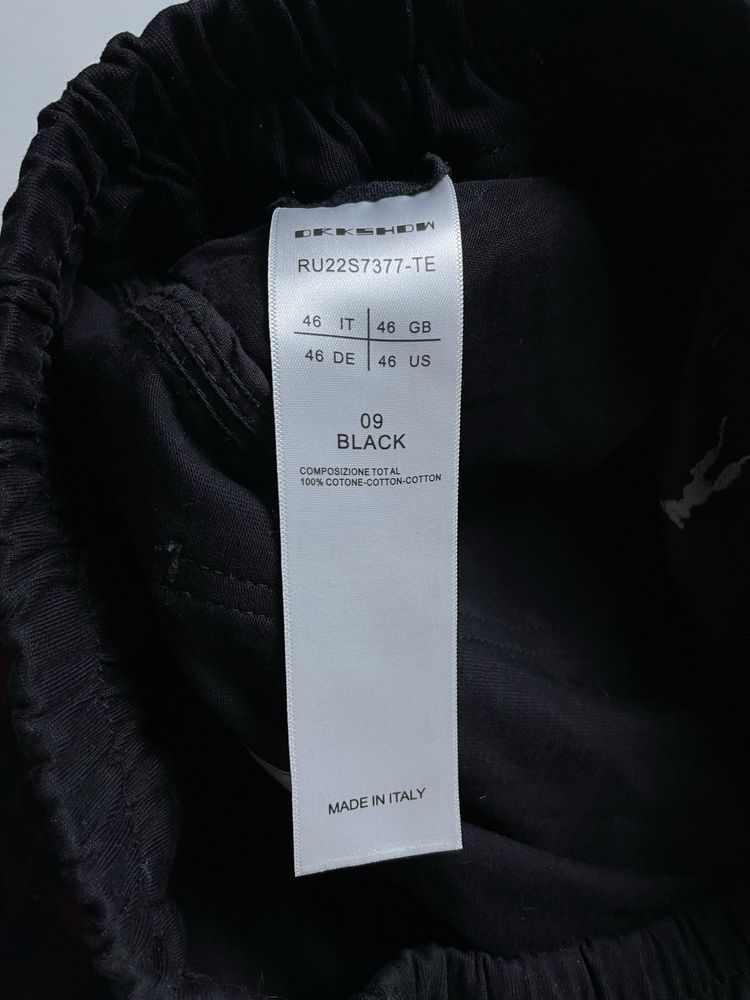 DRKSHDW
RU22S7377-TE
46 IT 46 GB
46 DE 46 US
09
BLACK
COMPOSIZIONE TOTAL
100% COTONE-COTTON-COTTON
MADE IN ITALY